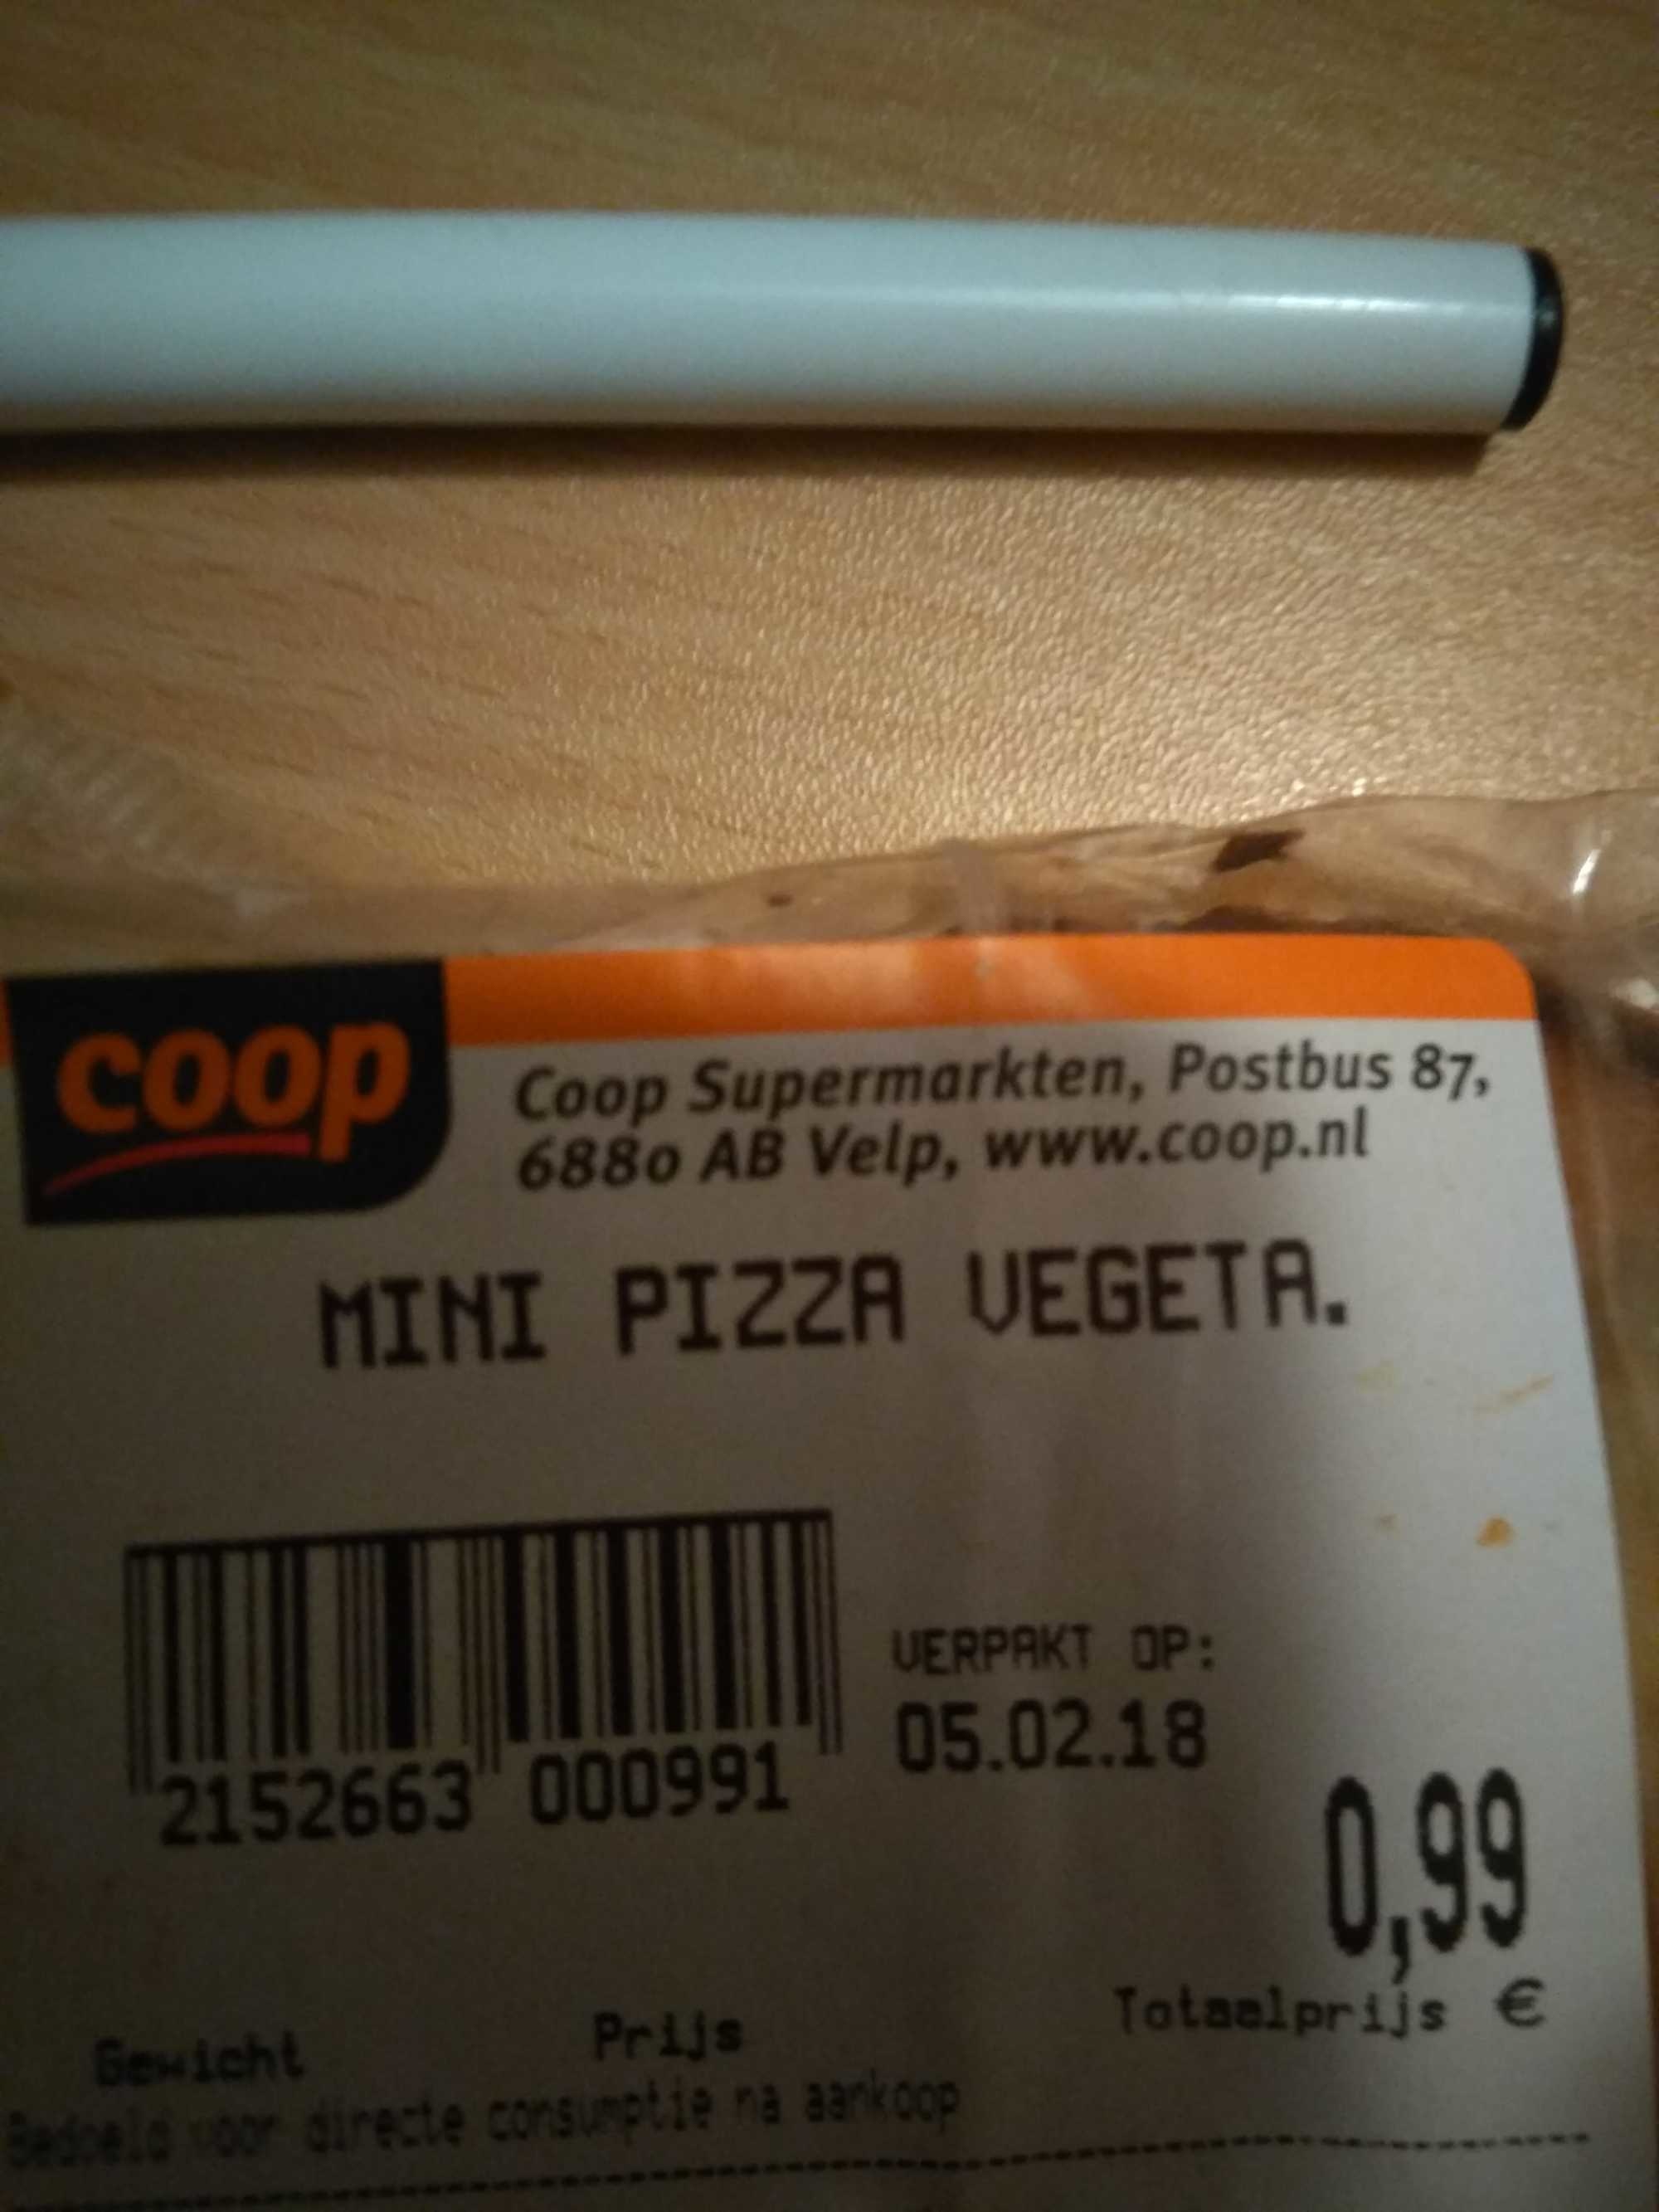 coop
Coop Supermarkten, Postbus 87,
6880 AB Velp, www.coop.nl
MINI PIZZA VEGETA.
VERPAKT OP:
05.02.18
2152663 000991
0,99
Totaalprijs €
Gewicht Prijs
Bedoeld voor directe consumptie na aankoop